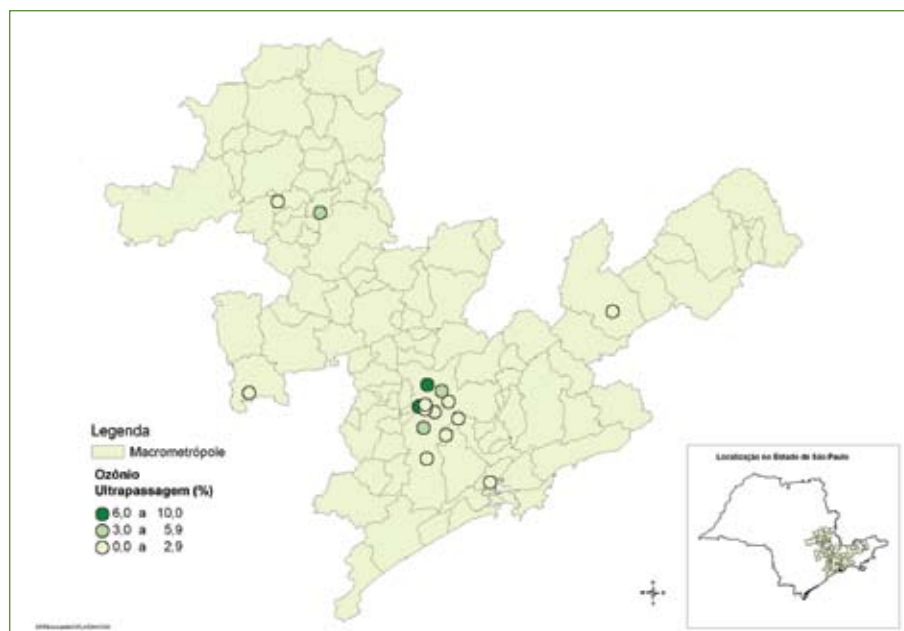 Legenda
Macrometrópole
Ozônio
Ultrapassagem (%)
6,0 a 10,0
3,0 a 5,9
0,0 a 2,9
Localização no Estado de São Paulo